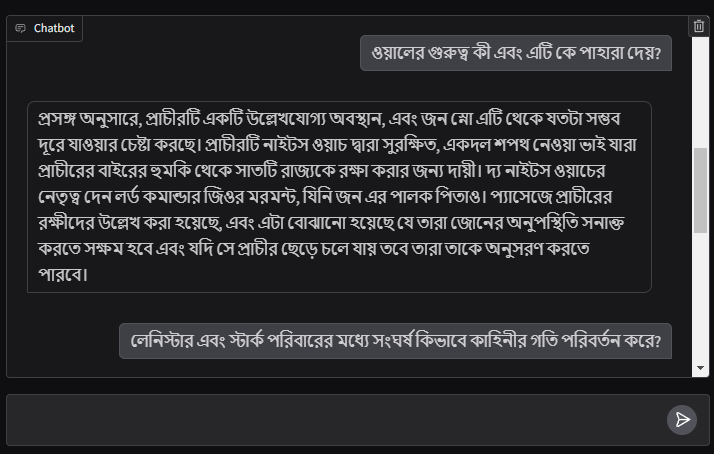 Chatbot
ওয়ালের গুরুত্ব কী এবং এটি কে পাহারা দেয়?
প্রসঙ্গ অনুসারে, প্রাচীরটি একটি উল্লেখযোগ্য অবস্থান, এবং জন স্নো এটি থেকে যতটা সম্ভব
দূরে যাওয়ার চেষ্টা করছে। প্রাচীরটি নাইটস ওয়াচ দ্বারা সুরক্ষিত, একদল শপথ নেওয়া ভাই যারা
প্রাচীরের বাইরের হুমকি থেকে সাতটি রাজ্যকে রক্ষা করার জন্য দায়ী। দ্য নাইটস ওয়াচের
নেতৃত্ব দেন লর্ড কমান্ডার জিওর মরমন্ট, যিনি জন এর পালক পিতাও। প্যাসেজে প্রাচীরের
রক্ষীদের উল্লেখ করা হয়েছে, এবং এটা বোঝানো হয়েছে যে তারা জোনের অনুপস্থিতি সনাক্ত
করতে সক্ষম হবে এবং যদি সে প্রাচীর ছেড়ে চলে যায় তবে তারা তাকে অনুসরণ করতে
পারবে।
লেনিস্টার এবং স্টার্ক পরিবারের মধ্যে সংঘর্ষ কিভাবে কাহিনীর গতি পরিবর্তন করে?